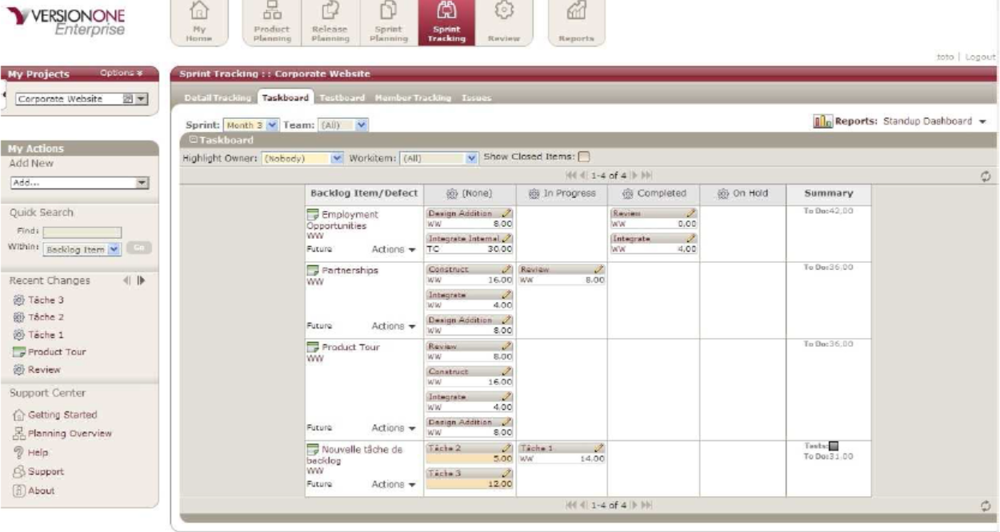 VERSIONONE
Enterprise
My Home
Product Planning
Release Planning
Sprint Planning
Sprint Tracking
Review
Reports
toto | Logout
My Projects Options
Corporate Website
My Actions
Add New
Add...
Quick Search
Find:
Within: Backlog Item Go
Recent Changes
Tâche 3
Tâche 2
Tâche 1
Product Tour
Review
Support Center
Getting Started
Planning Overview
Help
Support
About
Sprint Tracking :: Corporate Website
Detail Tracking Taskboard Testboard Member Tracking Issues
Sprint: Month 3 Team: (All) Reports: Standup Dashboard
Taskboard
Highlight Owner: (Nobody) Workitem: (All) Show Closed Items:
1-4 of 4
Backlog Item/Defect (None) In Progress Completed On Hold Summary
Employment Opportunities
WW
Future Actions
Design Addition
WW 8.00
Integrate Internal
TC 30.00
Review
WW 0.00
Integrate
WW 4.00
To Do:42.00
Partnerships
WW
Future Actions
Construct
WW 16.00
Integrate
WW 4.00
Design Addition
WW 8.00
Review
WW 8.00
To Do:36.00
Product Tour
WW
Future Actions
Review
WW 8.00
Construct
WW 16.00
Integrate
WW 4.00
Design Addition
WW 8.00
To Do:36.00
Nouvelle tâche de backlog
WW
Future Actions
Tâche 2
5.00
Tâche 3
12.00
Tâche 1
WW 14.00
Tests:
To Do:31.00
1-4 of 4